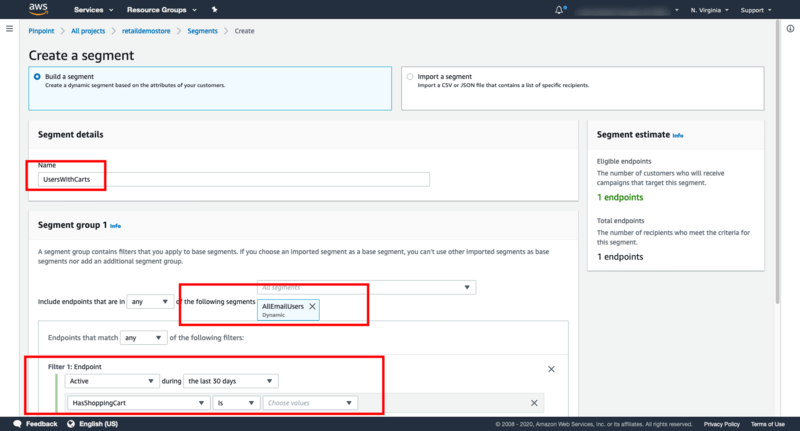 aws Services Resource Groups N. Virginia Support
Pinpoint All projects retaildemostore Segments Create
Create a segment
Build a segment
Create a dynamic segment based on the attributes of your customers.
Import a segment
Import a CSV or JSON file that contains a list of specific recipients.
Segment details
Name
UsersWithCarts
Segment estimate Info
Eligible endpoints
The number of customers who will receive
campaigns that target this segment.
1 endpoints
Total endpoints
The number of recipients who meet the criteria for
this segment.
1 endpoints
Segment group 1 Info
A segment group contains filters that you apply to base segments. If you choose an imported segment as a base segment, you can't use other imported segments as base
segments nor add an additional segment group.
All segments
Include endpoints that are in any of the following segments
AllEmailUsers
Dynamic
Endpoints that match any of the following filters:
Filter 1: Endpoint
Active during the last 30 days
HasShoppingCart Is Choose values
Feedback English (US) © 2008 - 2020, Amazon Web Services, Inc. or its affiliates. All rights reserved. Privacy Policy Terms of Use